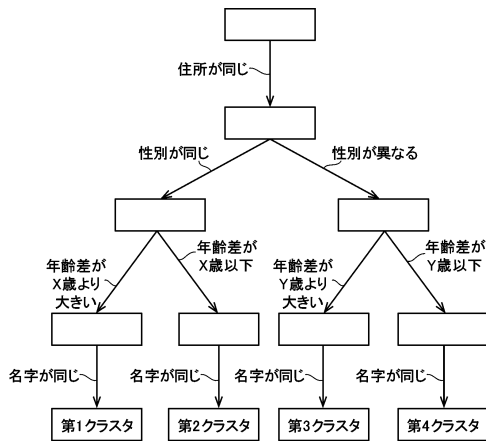 住所が同じ
性別が同じ
性別が異なる
年齢差が
X歳より
大きい
年齢差が
X歳以下
年齢差が
Y歳より
大きい
年齢差が
Y歳以下
名字が同じ
名字が同じ
名字が同じ
名字が同じ
第1クラスタ
第2クラスタ
第3クラスタ
第4クラスタ